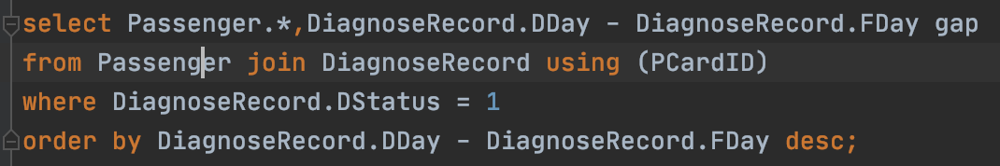 select Passenger.*,DiagnoseRecord.DDay - DiagnoseRecord.FDay gap
from Passenger join DiagnoseRecord using (PCardID)
where DiagnoseRecord.DStatus = 1
order by DiagnoseRecord.DDay - DiagnoseRecord.FDay desc;